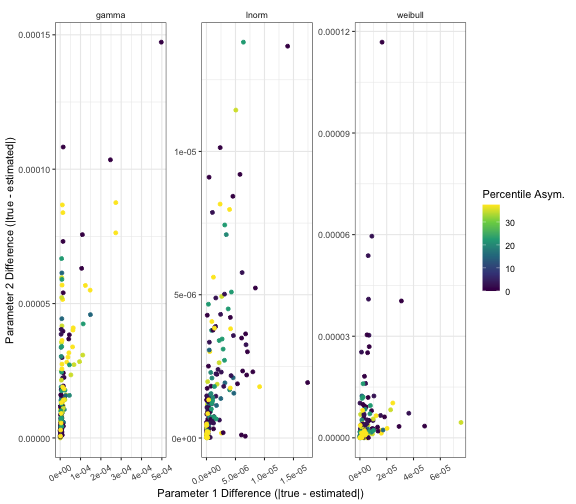 gamma
lnorm
weibull
0.00015
0.00010
0.00005
0.00000
1e-05
5e-06
0e+00
0.00012
0.00009
0.00006
0.00003
0.00000
0e+00
1e-04
2e-04
3e-04
4e-04
5e-04
0.0e+00
5.0e-06
1.0e-05
1.5e-05
0e+00
2e-05
4e-05
6e-05
Parameter 1 Difference (|true - estimated|)
Parameter 2 Difference (|true - estimated|)
Percentile Asym.
30
20
10
0